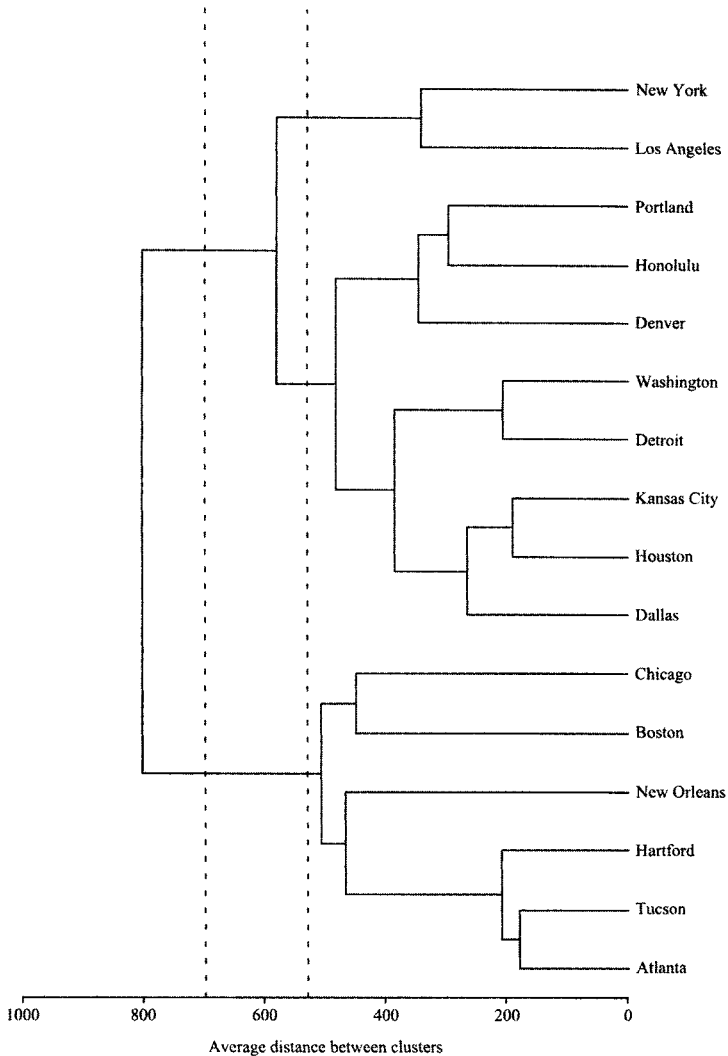 New York
Los Angeles
Portland
Honolulu
Denver
Washington
Detroit
Kansas City
Houston
Dallas
Chicago
Boston
New Orleans
Hartford
Tucson
Atlanta
1000 800 600 400 200 0
Average distance between clusters